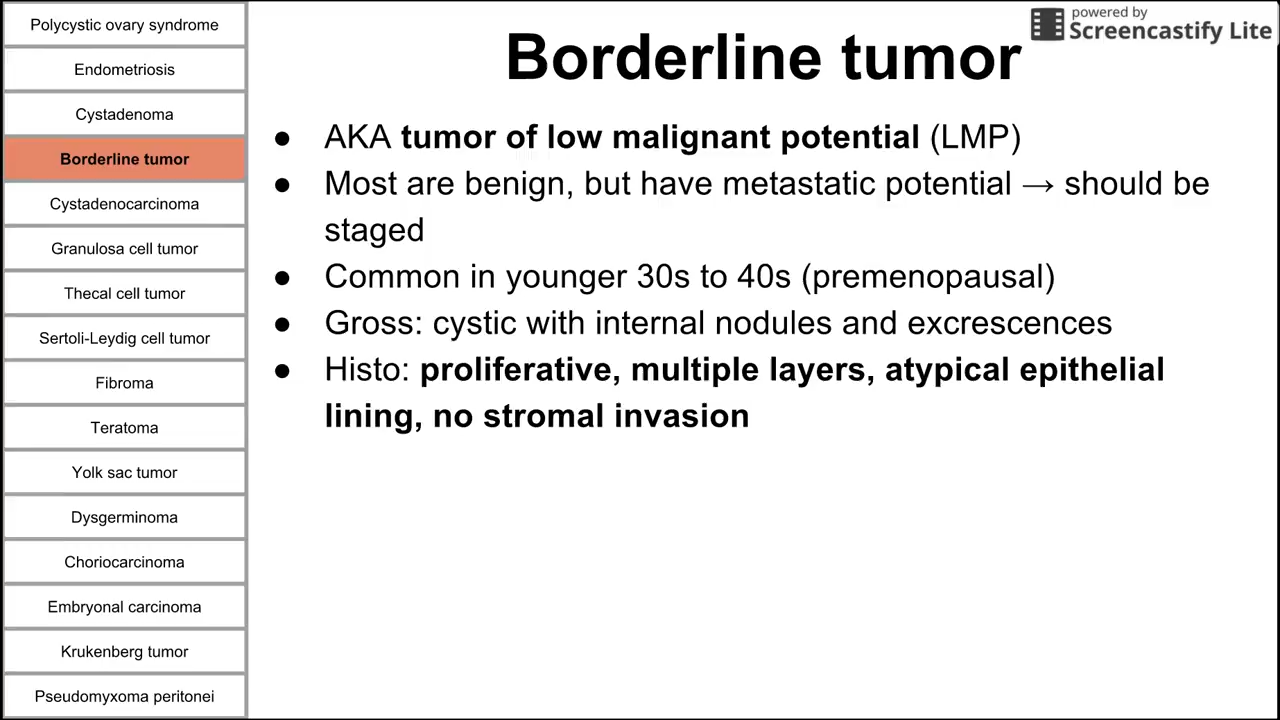 Polycystic ovary syndrome
Endometriosis
Cystadenoma
Borderline tumor
Cystadenocarcinoma
Granulosa cell tumor
Thecal cell tumor
Sertoli-Leydig cell tumor
Fibroma
Teratoma
Yolk sac tumor
Dysgerminoma
Choriocarcinoma
Embryonal carcinoma
Krukenberg tumor
Pseudomyxoma peritonei
powered by
Screencastify Lite
Borderline tumor
● AKA tumor of low malignant potential (LMP)
● Most are benign, but have metastatic potential → should be
staged
● Common in younger 30s to 40s (premenopausal)
● Gross: cystic with internal nodules and excrescences
● Histo: proliferative, multiple layers, atypical epithelial
lining, no stromal invasion